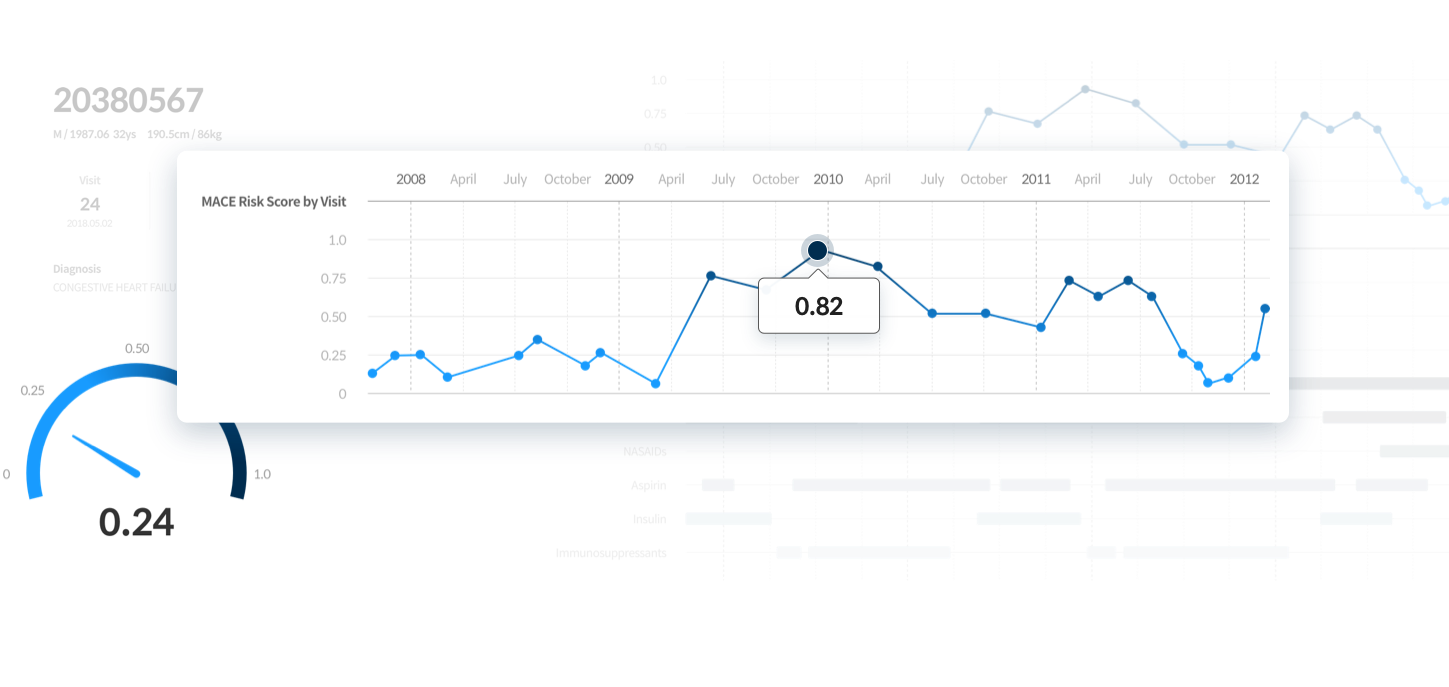 20380567
M / 1987.06 32ys 190.5cm / 86kg
Visit
24
2018.05.02
Diagnosis
CONGESTIVE HEART FAILU
1.0
0.75
0.50
2008 April July October 2009 April July October 2010 April July October 2011 April July October 2012
MACE Risk Score by Visit
1.0
0.75
0.50
0.25
0
0.82
0.50
0.25
0
1.0
0.24
NASAIDs
Aspirin
Insulin
Immunosuppressants